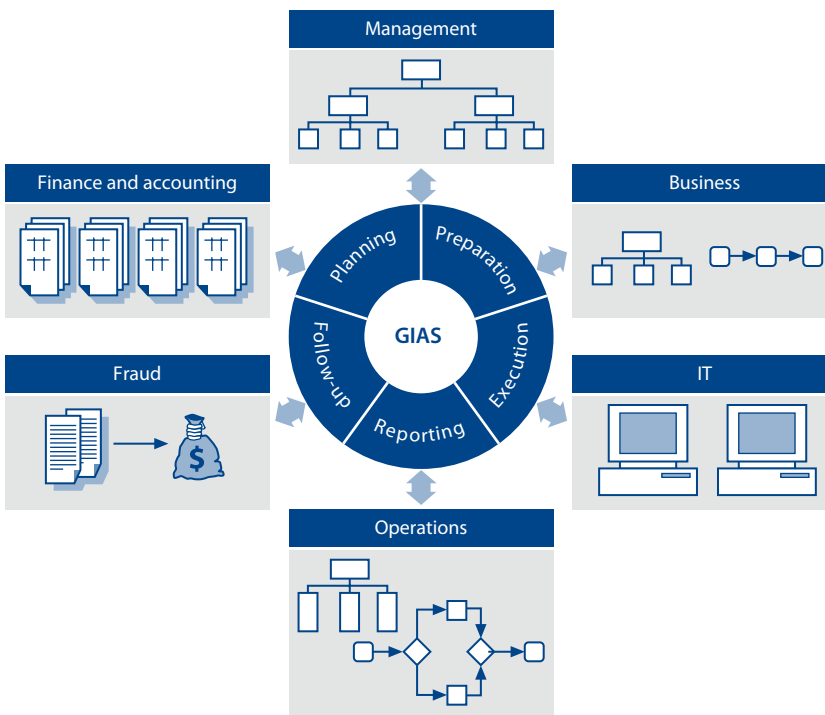 Management
Finance and accounting
Business
Planning
Preparation
GIAS
Follow-up
Execution
Reporting
Fraud
$
IT
Operations